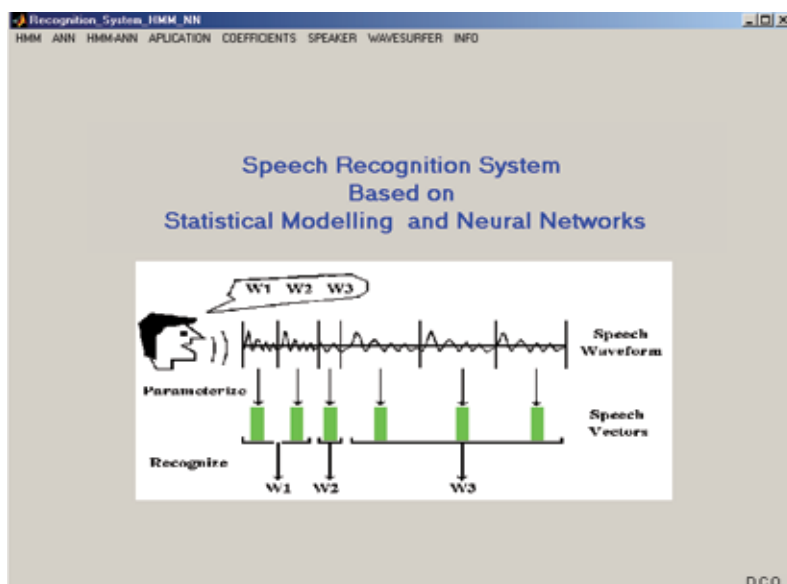 Recognition_System_HMM_NN
HMM ANN HMM-ANN APLICATION COEFFICIENTS SPEAKER WAVESURFER INFO
Speech Recognition System
Based on
Statistical Modelling and Neural Networks
W1 W2 W3
Speech
Waveform
Parameterize
Speech
Vectors
Recognize
W1 W2 W3